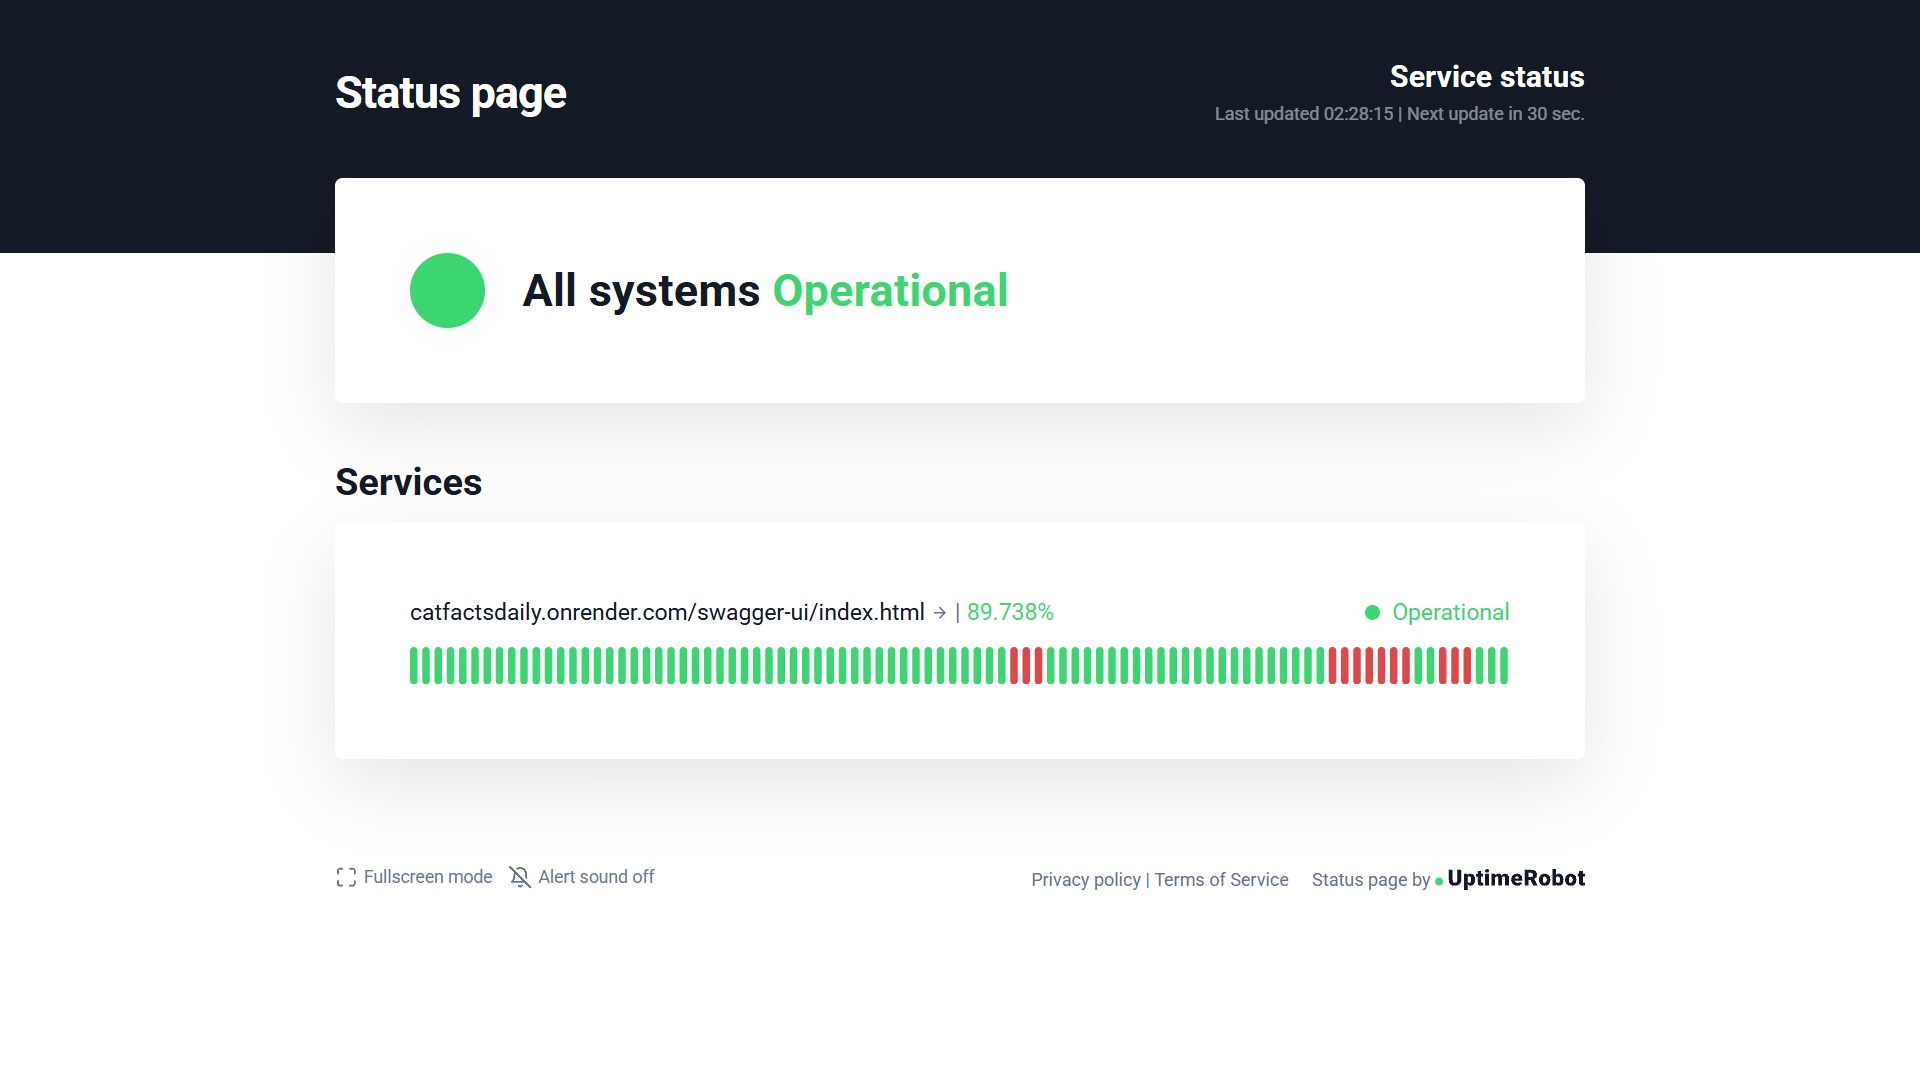 Status page
Service status
Last updated 02:28:15 | Next update in 30 sec.
All systems Operational
Services
catfactsdaily.onrender.com/swagger-ui/index.html → | 89.738%
Operational
Fullscreen mode
Alert sound off
Privacy policy | Terms of Service
Status page by UptimeRobot